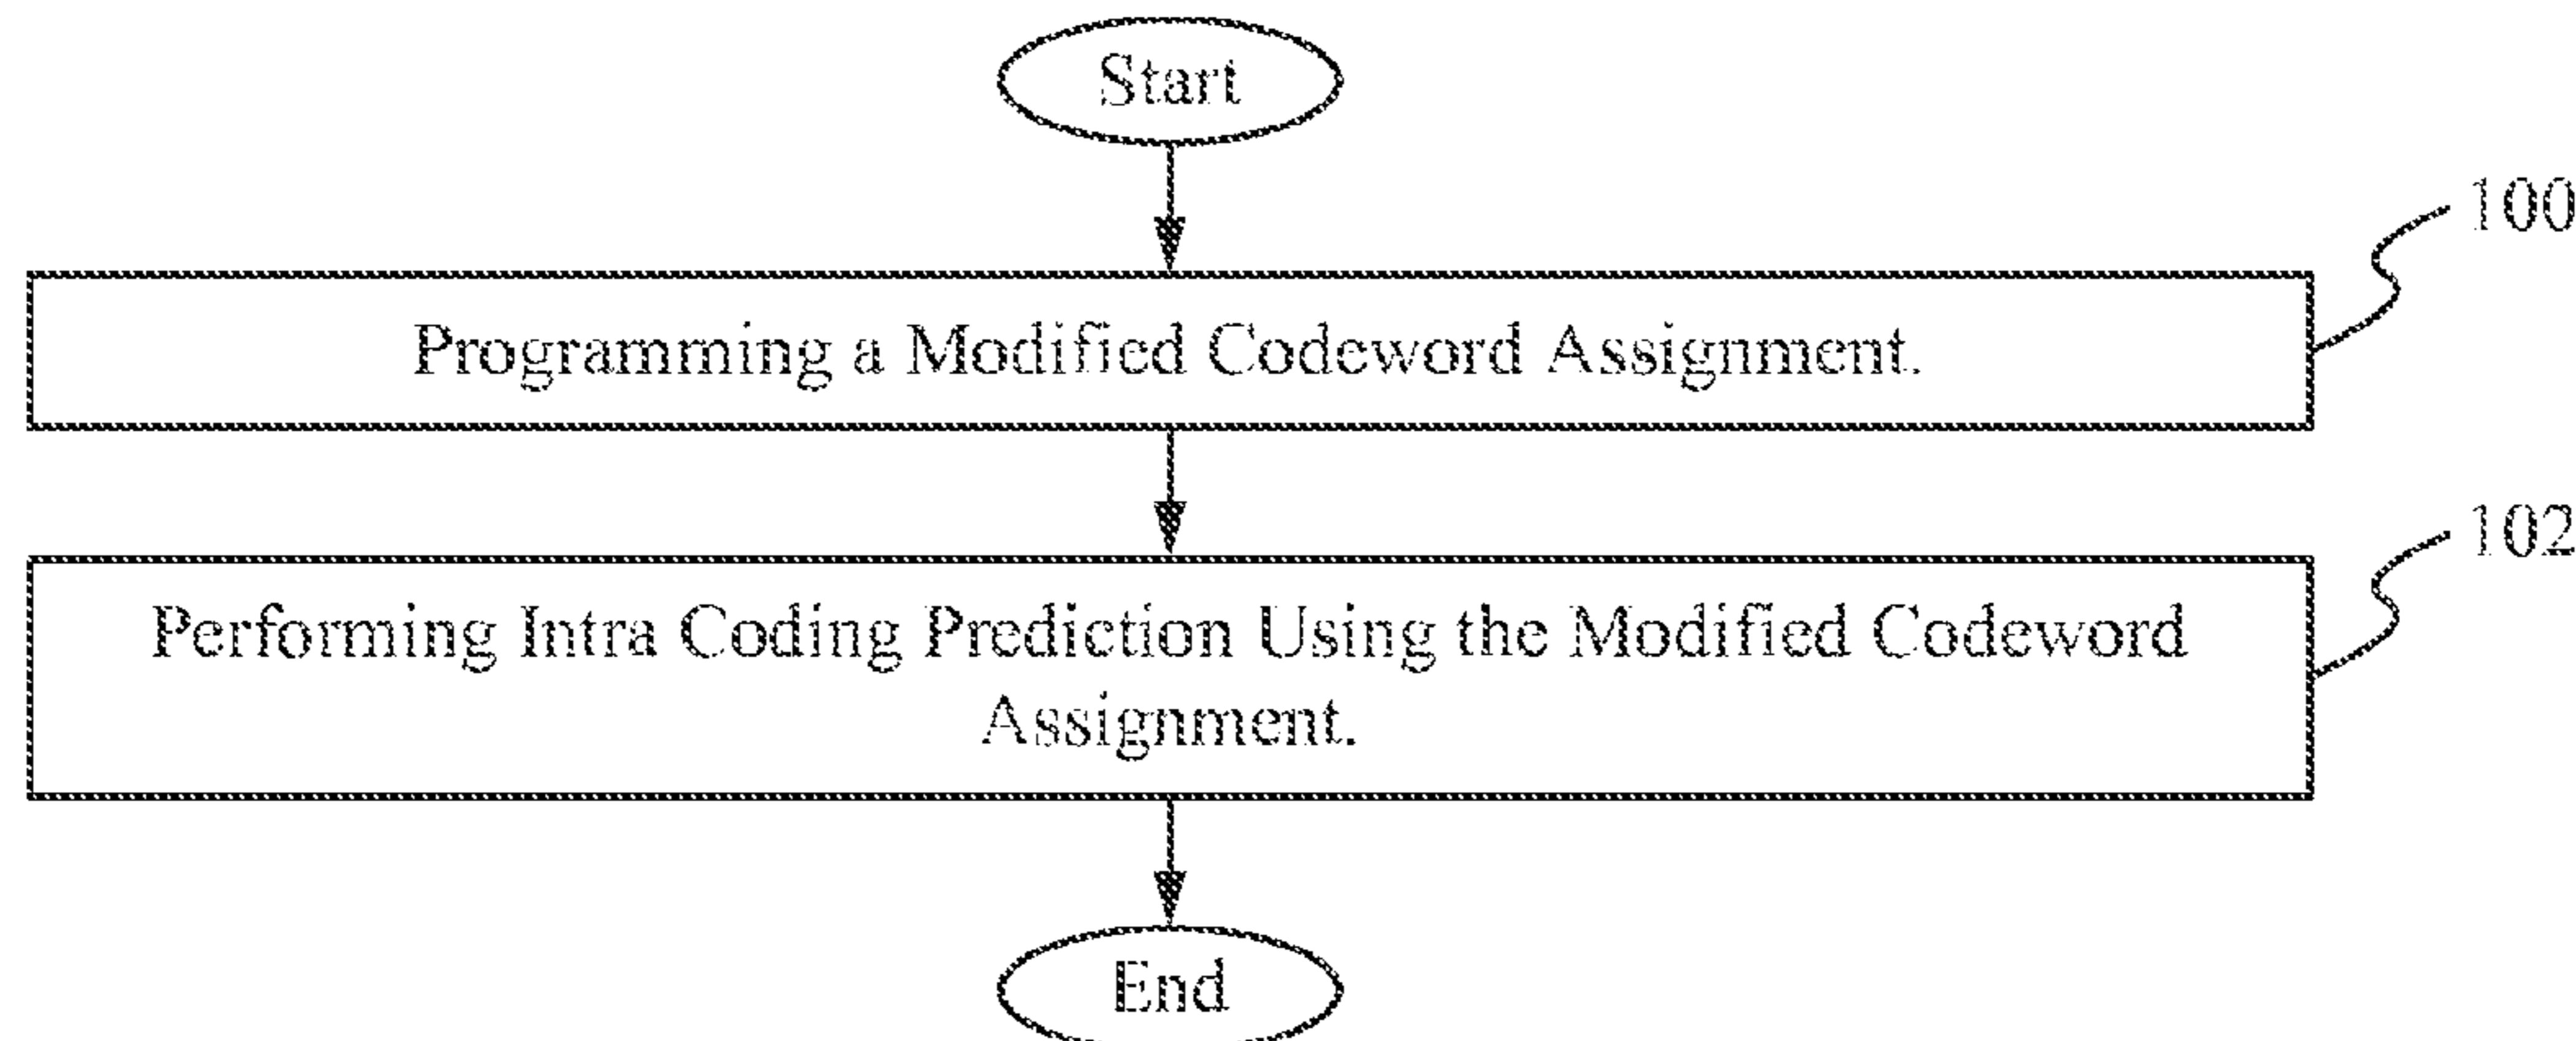 Start
100
Programming a Modified Codeword Assignment.
102
Performing Intra Coding Prediction Using the Modified Codeword
Assignment.
End